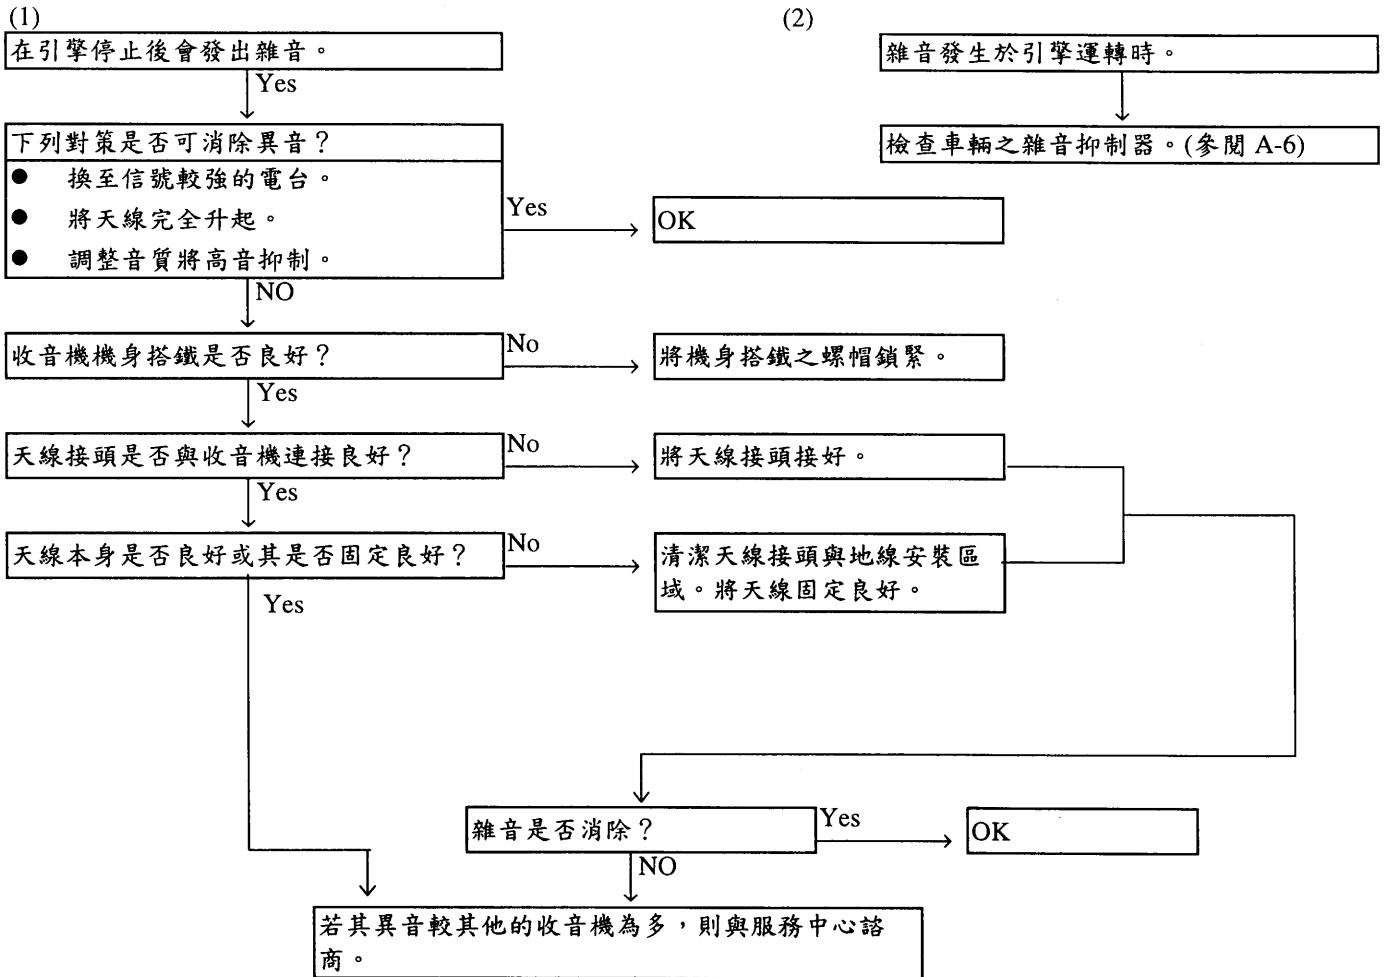 (1)
(2)
在引擎停止後會發出雜音。
雜音發生於引擎運轉時。
Yes
下列對策是否可消除異音？
檢查車輛之雜音抑制器。(參閱 A-6)
● 換至信號較強的電台。
● 將天線完全升起。
● 調整音質將高音抑制。
Yes
OK
NO
收音機機身搭鐵是否良好？
No
將機身搭鐵之螺帽鎖緊。
Yes
天線接頭是否與收音機連接良好？
No
將天線接頭接好。
Yes
天線本身是否良好或其是否固定良好？
No
清潔天線接頭與地線安裝區
域。將天線固定良好。
Yes
雜音是否消除？
Yes
OK
NO
若其異音較其他的收音機為多，則與服務中心諮
商。